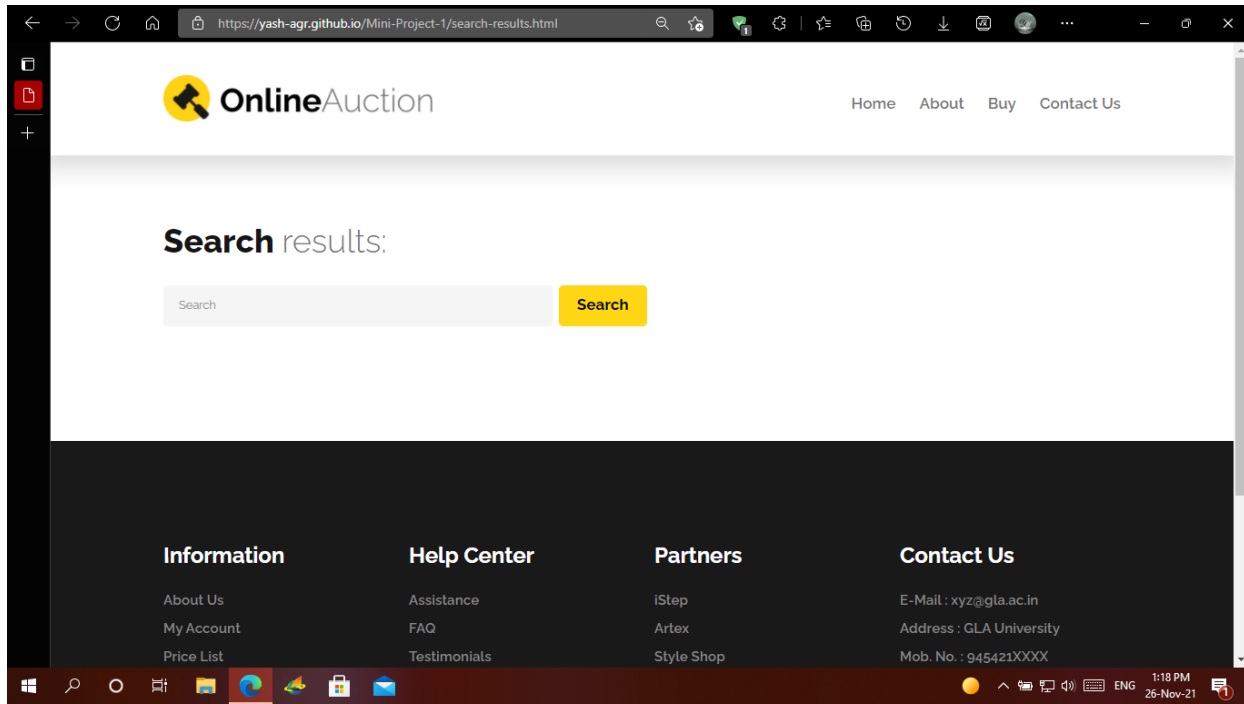 https://yash-agr.github.io/Mini-Project-1/search-results.html
1
OnlineAuction
Home About Buy Contact Us
Search results:
Search
Search
Information Help Center Partners Contact Us
About Us Assistance iStep E-Mail : xyz@gla.ac.in
My Account FAQ Artex Address : GLA University
Price List Testimonials Style Shop Mob. No. : 945421XXXX
ENG 1:18 PM
26-Nov-21 1